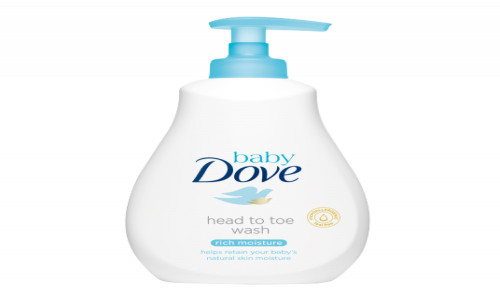 baby
Dove
head to toe
wash
rich moisture
helps retain your baby's
natural skin moisture